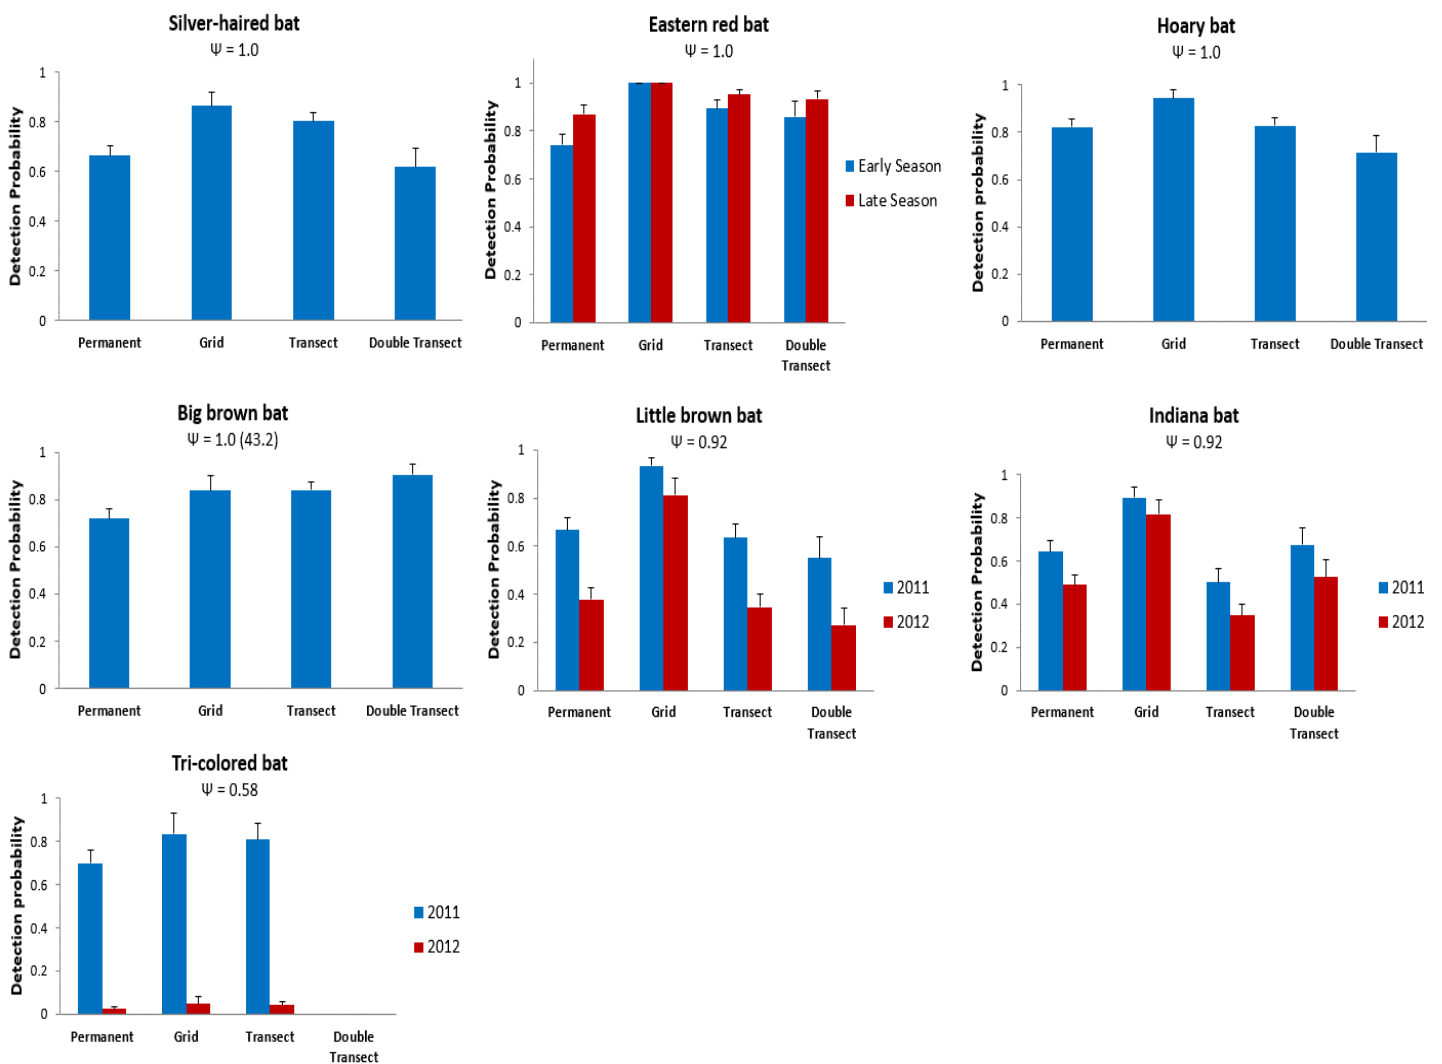 Silver-haired bat
Ψ = 1.0
Detection Probability
1
0.8
0.6
0.4
0.2
0
Permanent Grid Transect Double Transect
Eastern red bat
Ψ = 1.0
Detection Probability
1
0.8
0.6
0.4
0.2
0
Permanent Grid Transect Double
Transect
Early Season
Late Season
Hoary bat
Ψ = 1.0
Detection probability
1
0.8
0.6
0.4
0.2
0
Permanent Grid Transect Double Transect
Big brown bat
Ψ = 1.0 (43.2)
Detection Probability
1
0.8
0.6
0.4
0.2
0
Permanent Grid Transect Double Transect
Little brown bat
Ψ = 0.92
Detection Probability
1
0.8
0.6
0.4
0.2
0
Permanent Grid Transect Double
Transect
2011
2012
Indiana bat
Ψ = 0.92
Detection Probability
1
0.8
0.6
0.4
0.2
0
Permanent Grid Transect Double
Transect
2011
2012
Tri-colored bat
Ψ = 0.58
Detection probability
1
0.8
0.6
0.4
0.2
0
Permanent Grid Transect Double
Transect
2011
2012